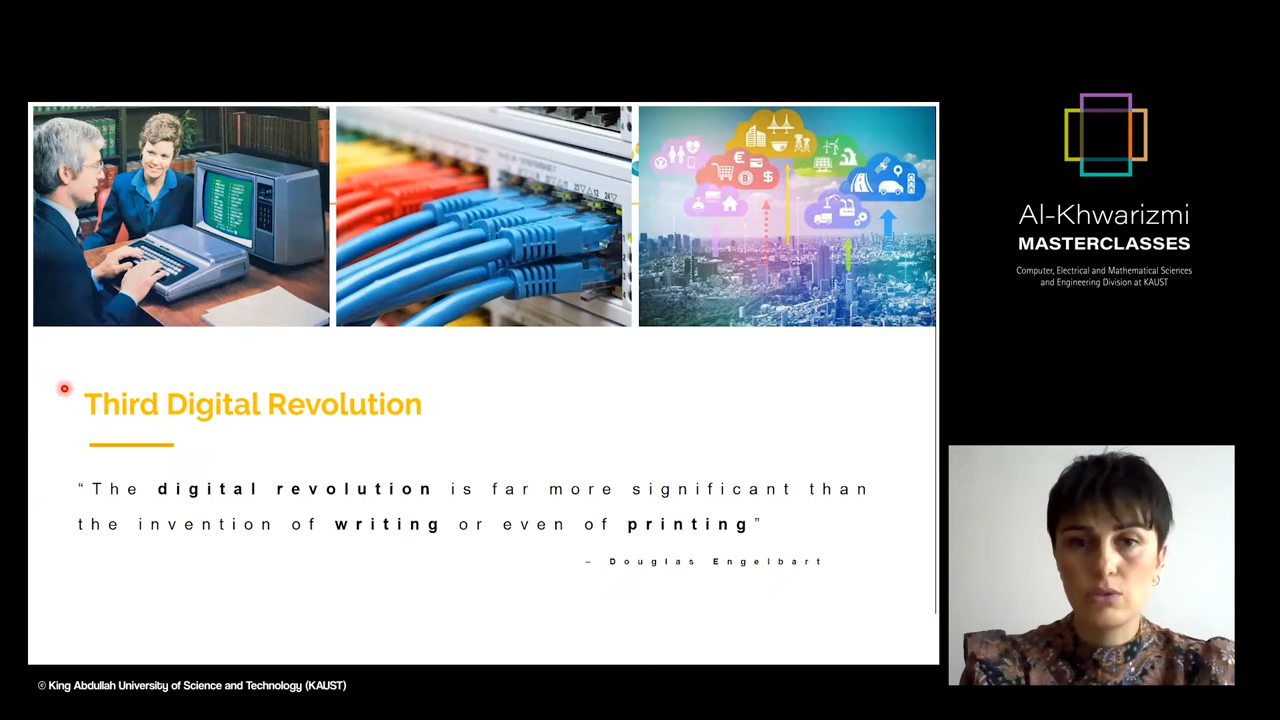 Third Digital Revolution
“The digital revolution is far more significant than
the invention of writing or even of printing”
– Douglas Engelbart
Al-Khwarizmi
MASTERCLASSES
Computer, Electrical and Mathematical Sciences
and Engineering Division at KAUST
© King Abdullah University of Science and Technology (KAUST)